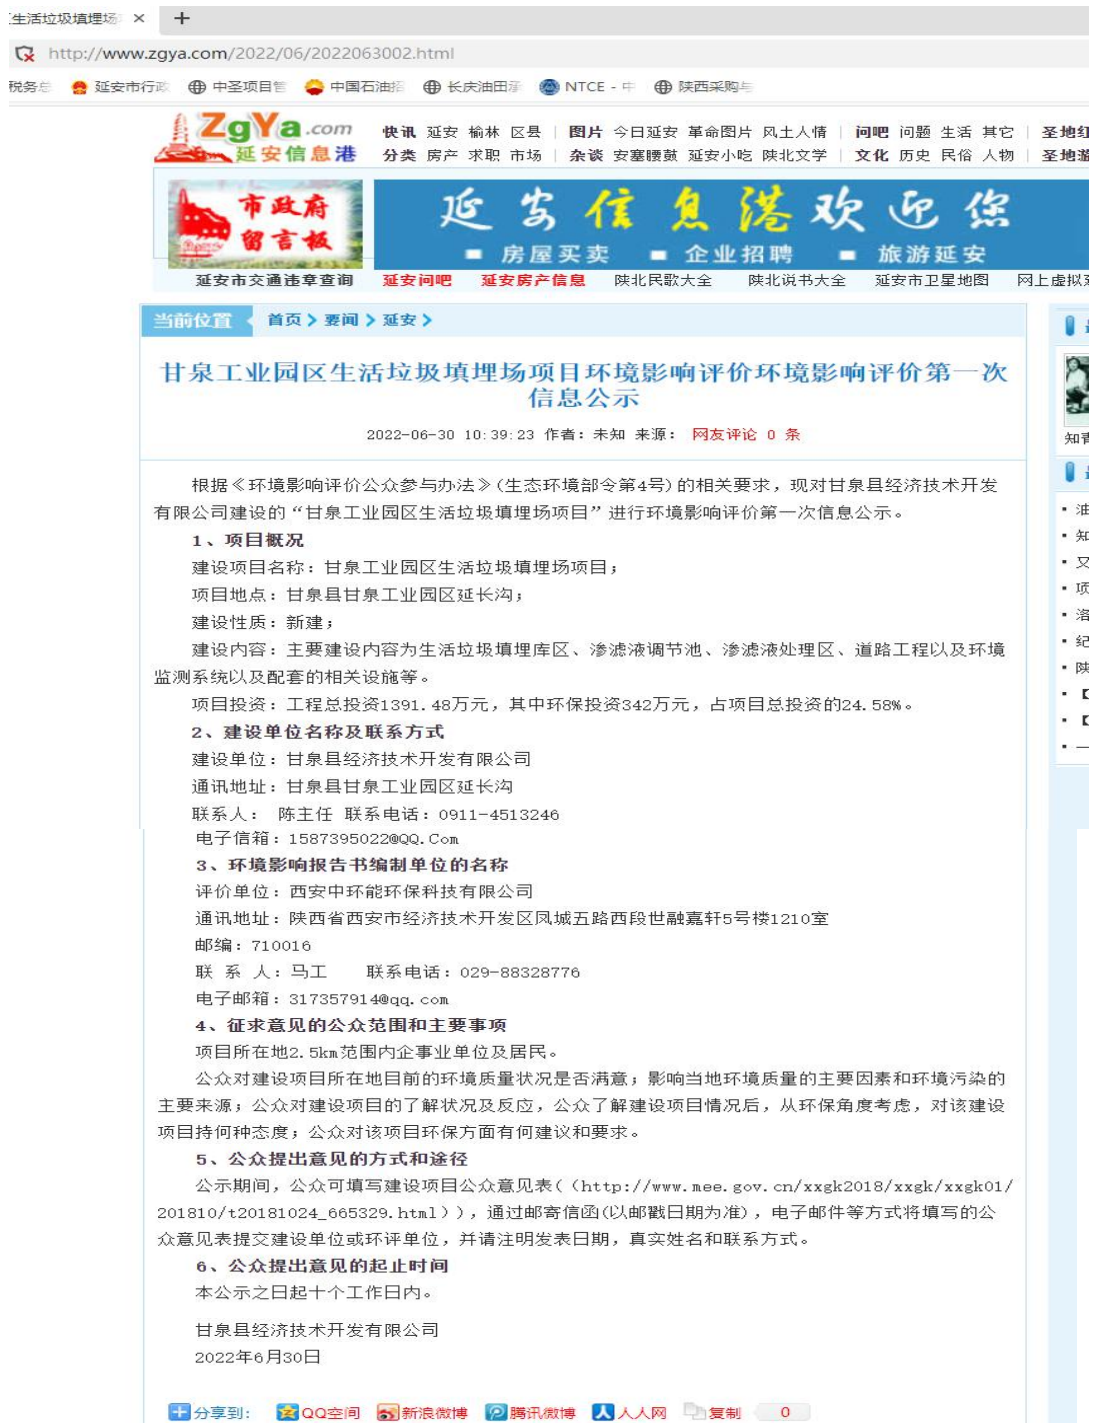 生活垃圾填埋场 × +
http://www.zgya.com/2022/06/2022063002.html
税务总 延安市行政 中圣项目管 中国石油招 长庆油田承 NTCE - 中 陕西采购与
ZgYa.com 延安信息港
快讯 延安 榆林 区县 | 图片 今日延安 革命图片 风土人情 | 问吧 问题 生活 其它 | 圣地红
分类 房产 求职 市场 | 杂谈 安塞腰鼓 延安小吃 陕北文学 | 文化 历史 民俗 人物 | 圣地游
市政府
留言板
延安信息港欢迎您
房屋买卖 企业招聘 旅游延安
延安市交通违章查询 延安问吧 延安房产信息 陕北民歌大全 陕北说书大全 延安市卫星地图 网上虚拟
当前位置 首页 > 要闻 > 延安 >
甘泉工业园区生活垃圾填埋场项目环境影响评价环境影响评价第一次
信息公示
2022-06-30 10:39:23 作者：未知 来源： 网友评论 0 条
根据《环境影响评价公众参与办法》(生态环境部令第4号)的相关要求，现对甘泉县经济技术开发
有限公司建设的“甘泉工业园区生活垃圾填埋场项目”进行环境影响评价第一次信息公示。
1、项目概况
建设项目名称：甘泉工业园区生活垃圾填埋场项目；
项目地点：甘泉县甘泉工业园区延长沟；
建设性质：新建；
建设内容：主要建设内容为生活垃圾填埋库区、渗滤液调节池、渗滤液处理区、道路工程以及环境
监测系统以及配套的相关设施等。
项目投资：工程总投资1391.48万元，其中环保投资342万元，占项目总投资的24.58%。
2、建设单位名称及联系方式
建设单位：甘泉县经济技术开发有限公司
通讯地址：甘泉县甘泉工业园区延长沟
联系人： 陈主任 联系电话：0911-4513246
电子信箱：1587395022@QQ.Com
3、环境影响报告书编制单位的名称
评价单位：西安中环能环保科技有限公司
通讯地址：陕西省西安市经济技术开发区凤城五路西段世融嘉轩5号楼1210室
邮编：710016
联 系 人：马工 联系电话：029-88328776
电子邮箱：317357914@qq.com
4、征求意见的公众范围和主要事项
项目所在地2.5km范围内企事业单位及居民。
公众对建设项目所在地目前的环境质量状况是否满意；影响当地环境质量的主要因素和环境污染的
主要来源；公众对建设项目的了解状况及反应，公众了解建设项目情况后，从环保角度考虑，对该建设
项目持何种态度；公众对该项目环保方面有何建议和要求。
5、公众提出意见的方式和途径
公示期间，公众可填写建设项目公众意见表(（http://www.mee.gov.cn/xxgk2018/xxgk/xxgk01/
201810/t20181024_665329.html）)，通过邮寄信函(以邮戳日期为准)，电子邮件等方式将填写的公
众意见表提交建设单位或环评单位，并请注明发表日期，真实姓名和联系方式。
6、公众提出意见的起止时间
本公示之日起十个工作日内。
甘泉县经济技术开发有限公司
2022年6月30日
分享到： QQ空间 新浪微博 腾讯微博 人人网 复制 0
知青
油
知
又
项
洛
纪
陕
【
【
一